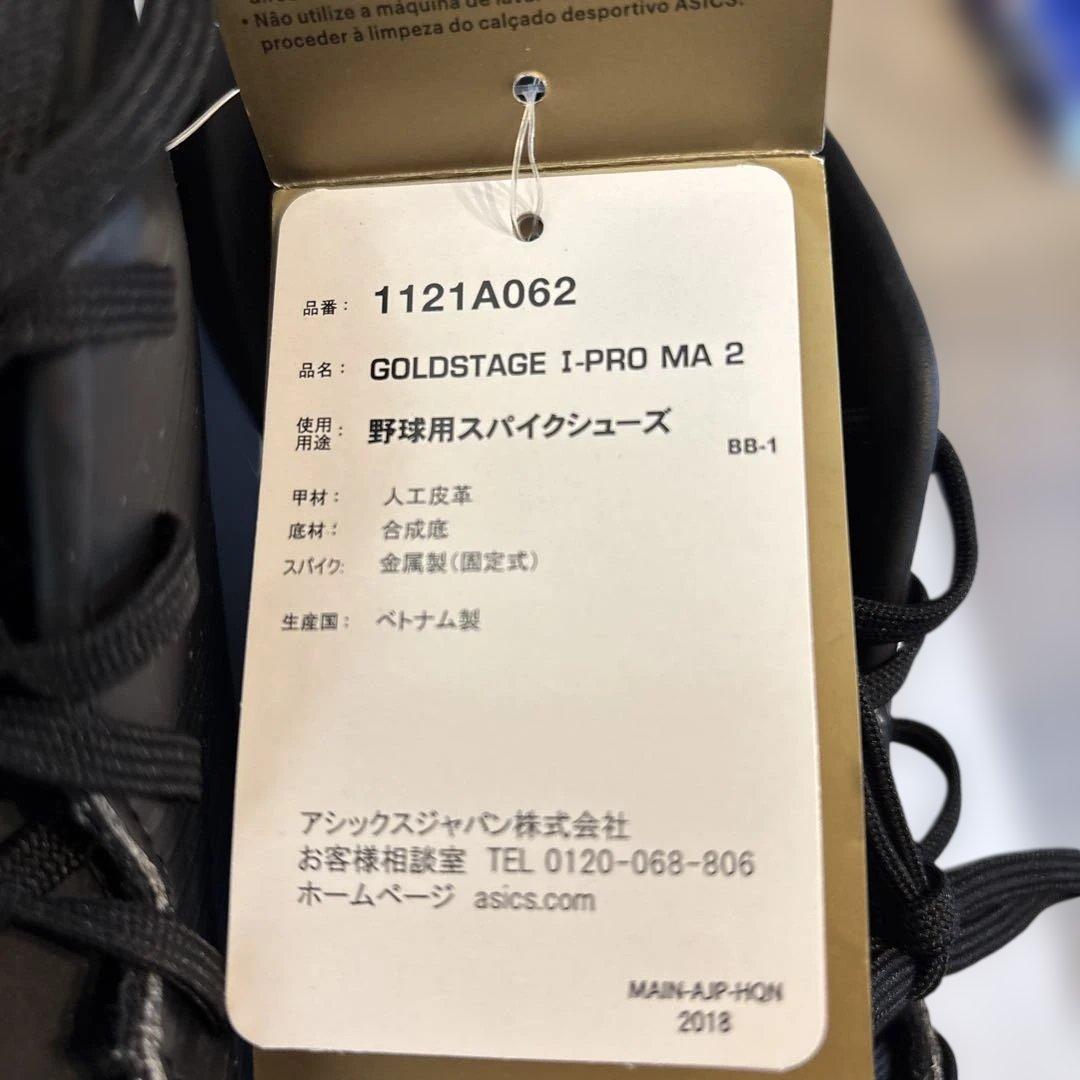 • Não utilize a máquina de
proceder à limpeza do calçado desportivo ASICS.
品番: 1121A062
品名: GOLDSTAGE I-PRO MA 2
使用用途: 野球用スパイクシューズ
BB-1
甲材: 人工皮革
底材: 合成底
スパイク: 金属製(固定式)
生産国: ベトナム製
アシックスジャパン株式会社
お客様相談室 TEL 0120-068-806
ホームページ asics.com
MAIN-AJP-HQN
2018